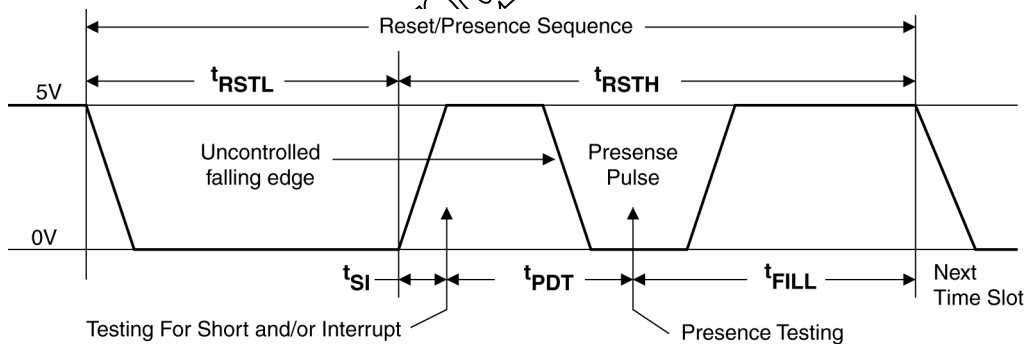 Reset/Presence Sequence
tRSTL
tRSTH
5V
Uncontrolled
falling edge
Presense
Pulse
0V
tSI
tPDT
tFILL
Next
Time Slot
Testing For Short and/or Interrupt
Presence Testing